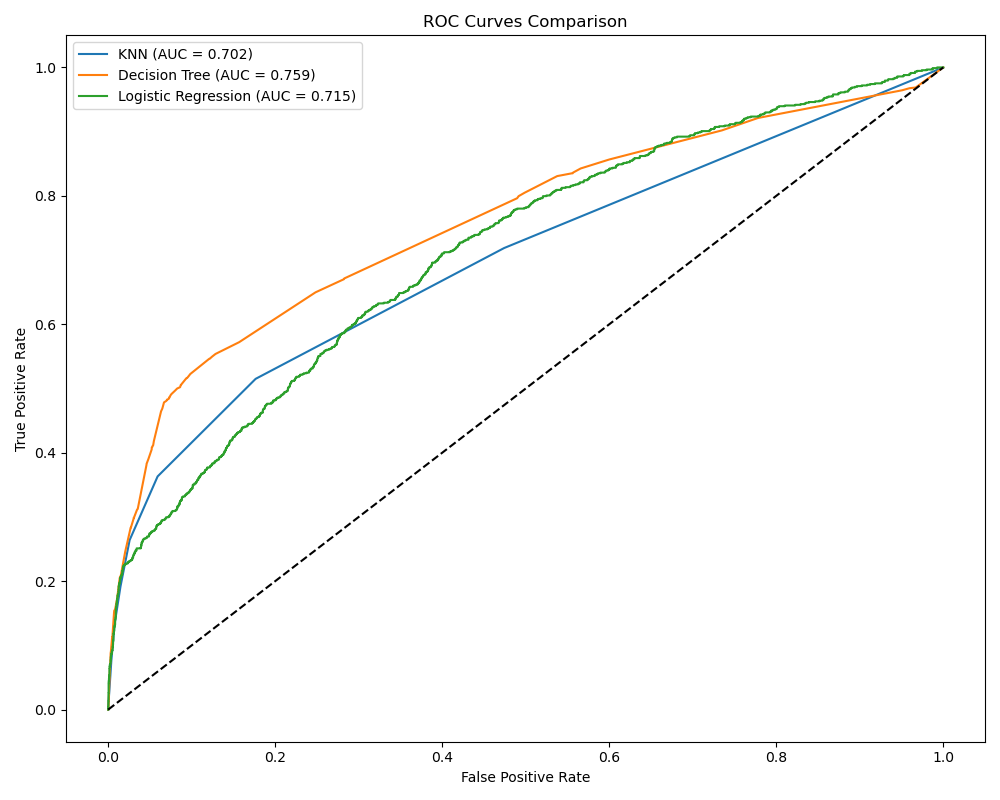 ROC Curves Comparison
KNN (AUC = 0.702)
Decision Tree (AUC = 0.759)
Logistic Regression (AUC = 0.715)
1.0
0.8
0.6
0.4
0.2
0.0
True Positive Rate
0.0 0.2 0.4 0.6 0.8 1.0
False Positive Rate